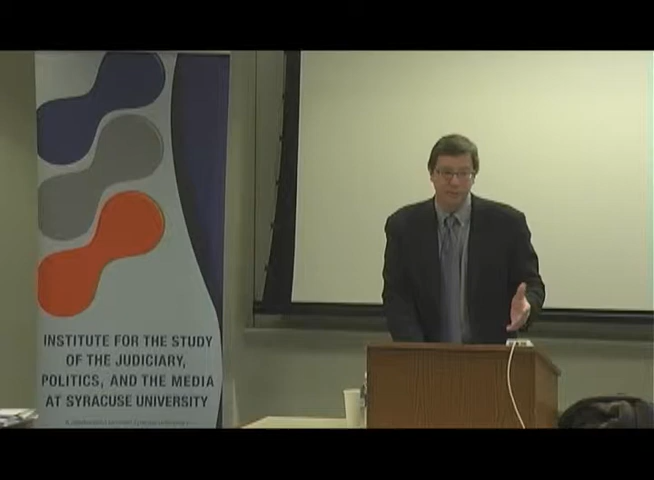 INSTITUTE FOR THE STUDY
OF THE JUDICIARY,
POLITICS, AND THE MEDIA
AT SYRACUSE UNIVERSITY